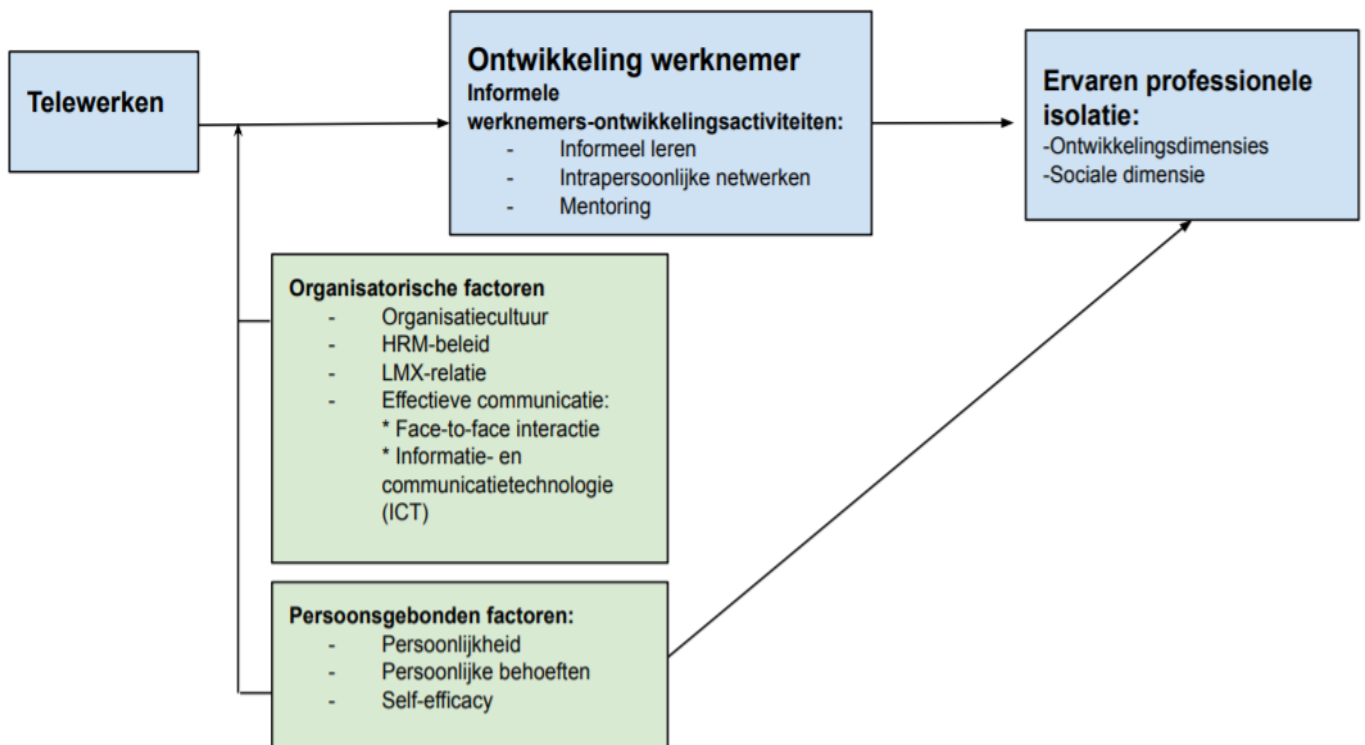 Telewerken
Ontwikkeling werknemer
Informele
werknemers-ontwikkelingsactiviteiten:
- Informeel leren
- Intrapersoonlijke netwerken
- Mentoring
Ervaren professionele
isolatie:
-Ontwikkelingsdimensies
-Sociale dimensie
Organisatorische factoren
- Organisatiecultuur
- HRM-beleid
- LMX-relatie
- Effectieve communicatie:
* Face-to-face interactie
* Informatie- en
communicatietechnologie
(ICT)
Persoonsgebonden factoren:
- Persoonlijkheid
- Persoonlijke behoeften
- Self-efficacy